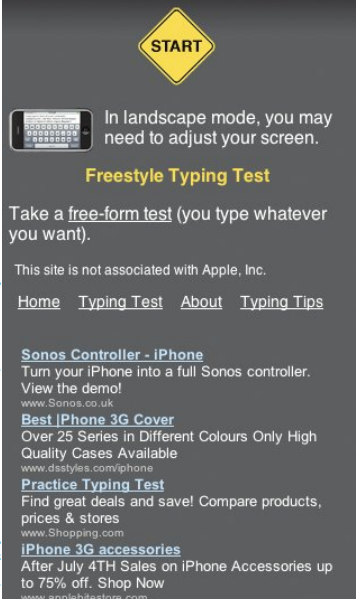 START
In landscape mode, you may
need to adjust your screen.
Freestyle Typing Test
Take a free-form test (you type whatever
you want).
This site is not associated with Apple, Inc.
Home Typing Test About Typing Tips
Sonos Controller - iPhone
Turn your iPhone into a full Sonos controller.
View the demo!
www.Sonos.co.uk
Best |Phone 3G Cover
Over 25 Series in Different Colours Only High
Quality Cases Available
www.dsstyles.com/iphone
Practice Typing Test
Find great deals and save! Compare products,
prices & stores
www.Shopping.com
iPhone 3G accessories
After July 4TH Sales on iPhone Accessories up
to 75% off. Shop Now
www.applebitestore.com